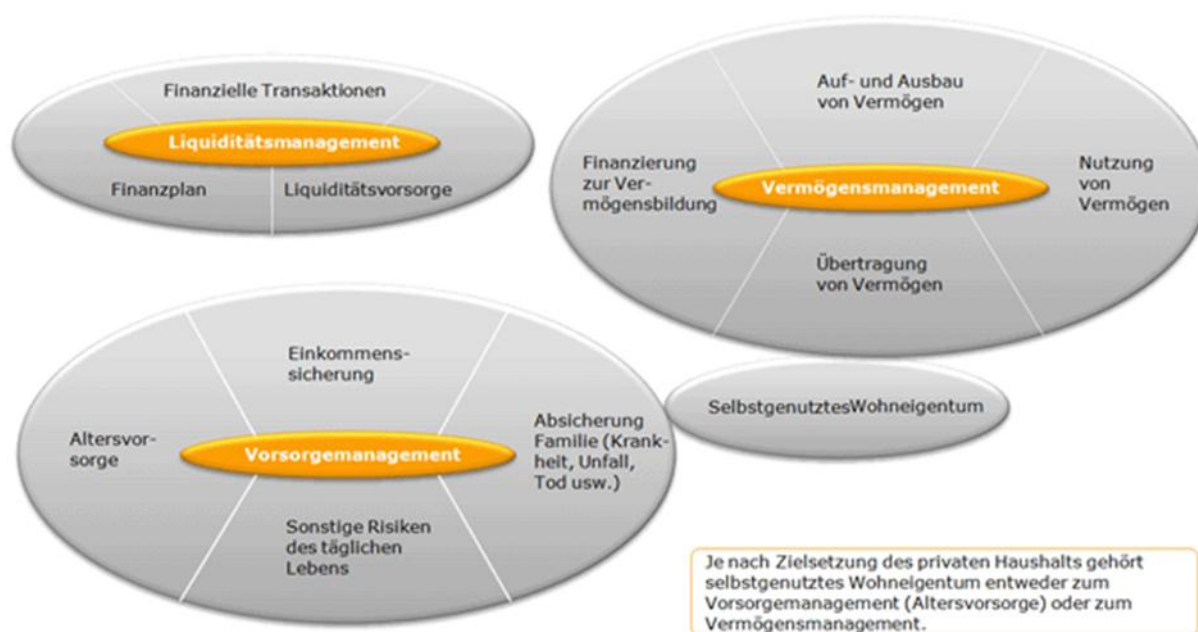 Finanzielle Transaktionen
Liquiditätsmanagement
Finanzplan
Liquiditätsvorsorge
Auf- und Ausbau
von Vermögen
Finanzierung
zur Ver-
mögensbildung
Vermögensmanagement
Nutzung
von
Vermögen
Übertragung
von Vermögen
Einkommens-
sicherung
Altersvor-
sorge
Vorsorgemanagement
Absicherung
Familie (Krank-
heit, Unfall,
Tod usw.)
Sonstige Risiken
des täglichen
Lebens
SelbstgenutztesWohneigentum
Je nach Zielsetzung des privaten Haushalts gehört
selbstgenutztes Wohneigentum entweder zum
Vorsorgemanagement (Altersvorsorge) oder zum
Vermögensmanagement.